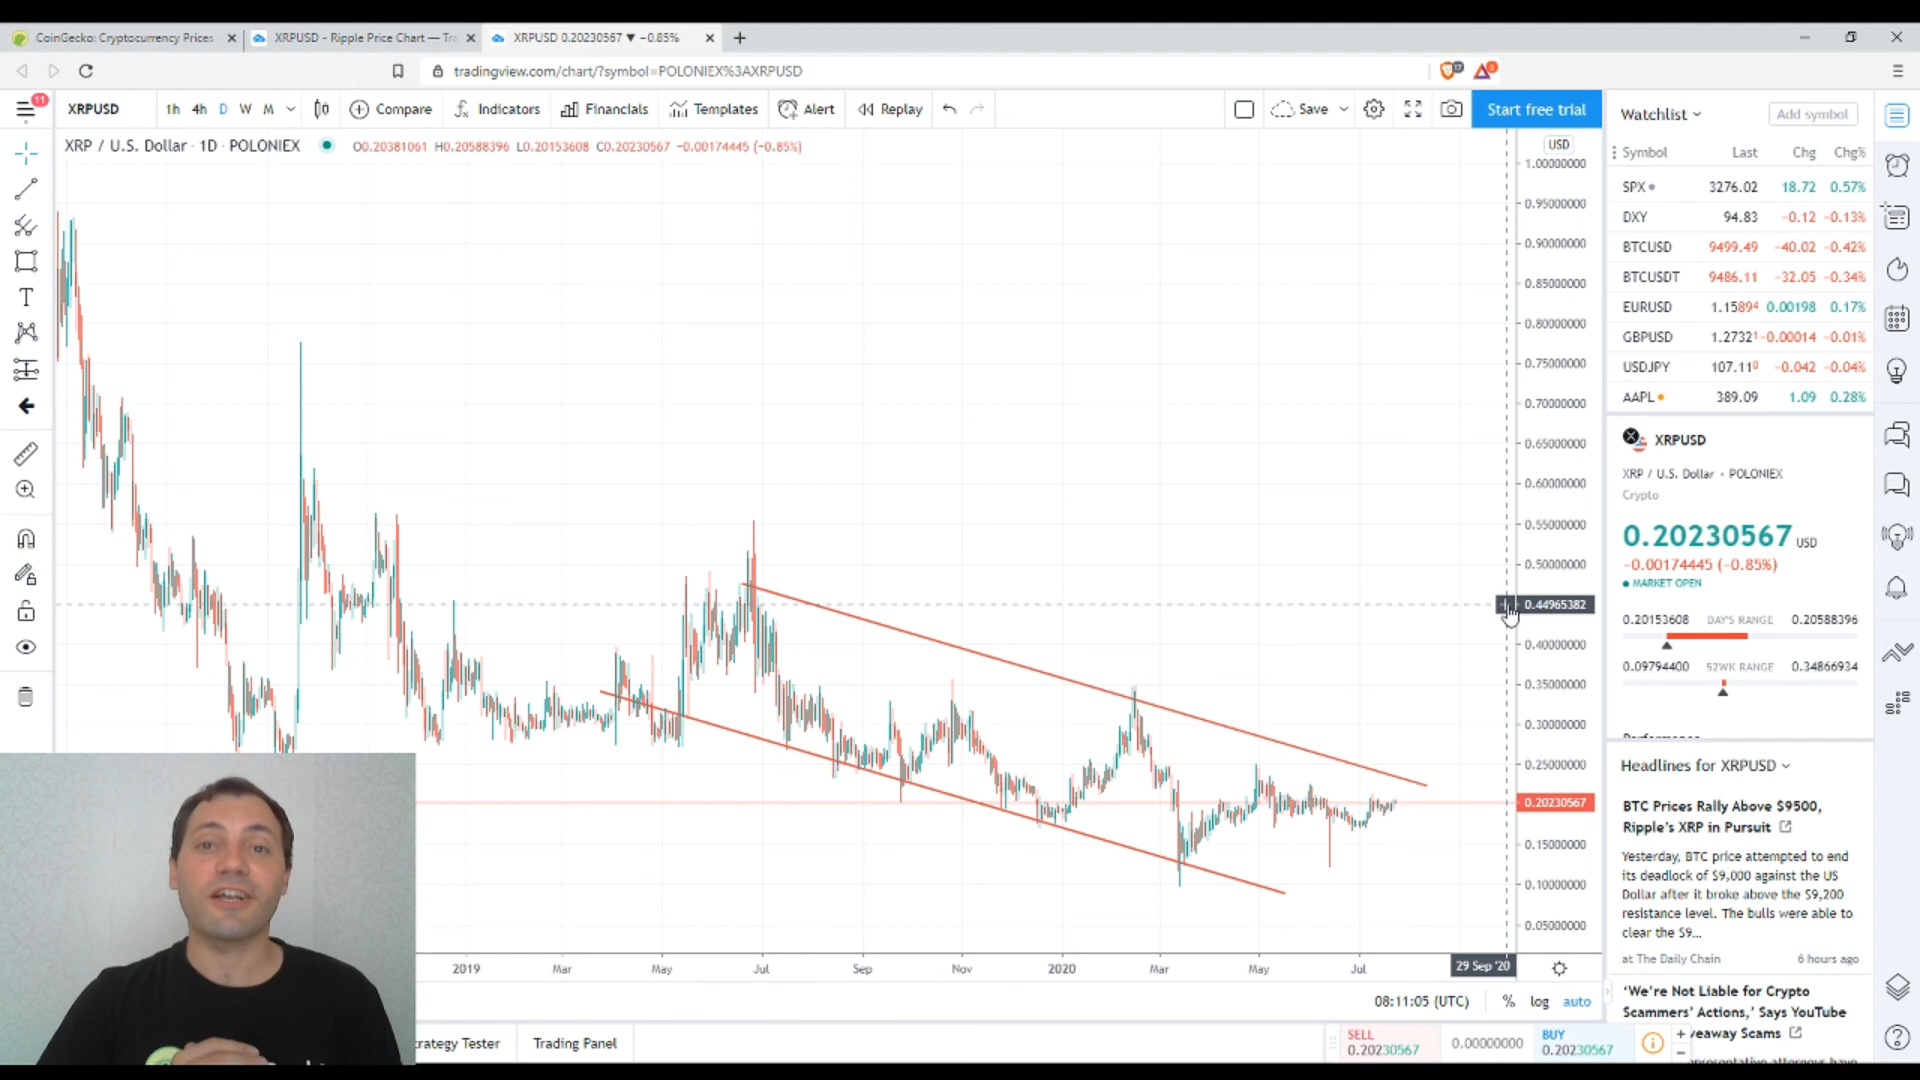 CoinGecko: Cryptocurrency Prices
XRPUSD - Ripple Price Chart — Tr
XRPUSD 0.20230567 ▼ −0.85%
tradingview.com/chart/?symbol=POLONIEX%3AXRPUSD
11
XRPUSD
1h 4h D W M
Compare
Indicators
Financials
Templates
Alert
Replay
Save
Start free trial
XRP / U.S. Dollar · 1D · POLONIEX
O0.20381061 H0.20588396 L0.20153608 C0.20230567 −0.00174445 (−0.85%)
USD
1.00000000
0.95000000
0.90000000
0.85000000
0.80000000
0.75000000
0.70000000
0.65000000
0.60000000
0.55000000
0.50000000
0.44965382
0.40000000
0.35000000
0.30000000
0.25000000
0.20230567
0.15000000
0.10000000
0.05000000
2019 Mar May Jul Sep Nov 2020 Mar May Jul 29 Sep '20
08:11:05 (UTC) % log auto
rategy Tester
Trading Panel
SELL
0.20230567
0.00000000
BUY
0.20230567
Watchlist
Add symbol
Symbol Last Chg Chg%
SPX 3276.02 18.72 0.57%
DXY 94.83 −0.12 −0.13%
BTCUSD 9499.49 −40.02 −0.42%
BTCUSDT 9486.11 −32.05 −0.34%
EURUSD 1.15894 0.00198 0.17%
GBPUSD 1.27321 −0.00014 −0.01%
USDJPY 107.110 −0.042 −0.04%
AAPL 389.09 1.09 0.28%
XRPUSD
XRP / U.S. Dollar • POLONIEX
Crypto
0.20230567 USD
−0.00174445 (−0.85%)
MARKET OPEN
0.20153608 DAY'S RANGE 0.20588396
0.09794400 52WK RANGE 0.34866934
Headlines for XRPUSD
BTC Prices Rally Above $9500,
Ripple's XRP in Pursuit
Yesterday, BTC price attempted to end
its deadlock of $9,000 against the US
Dollar after it broke above the $9,200
resistance level. The bulls were able to
clear the $9...
at The Daily Chain 6 hours ago
'We're Not Liable for Crypto
Scammers' Actions,' Says YouTube
veaway Scams